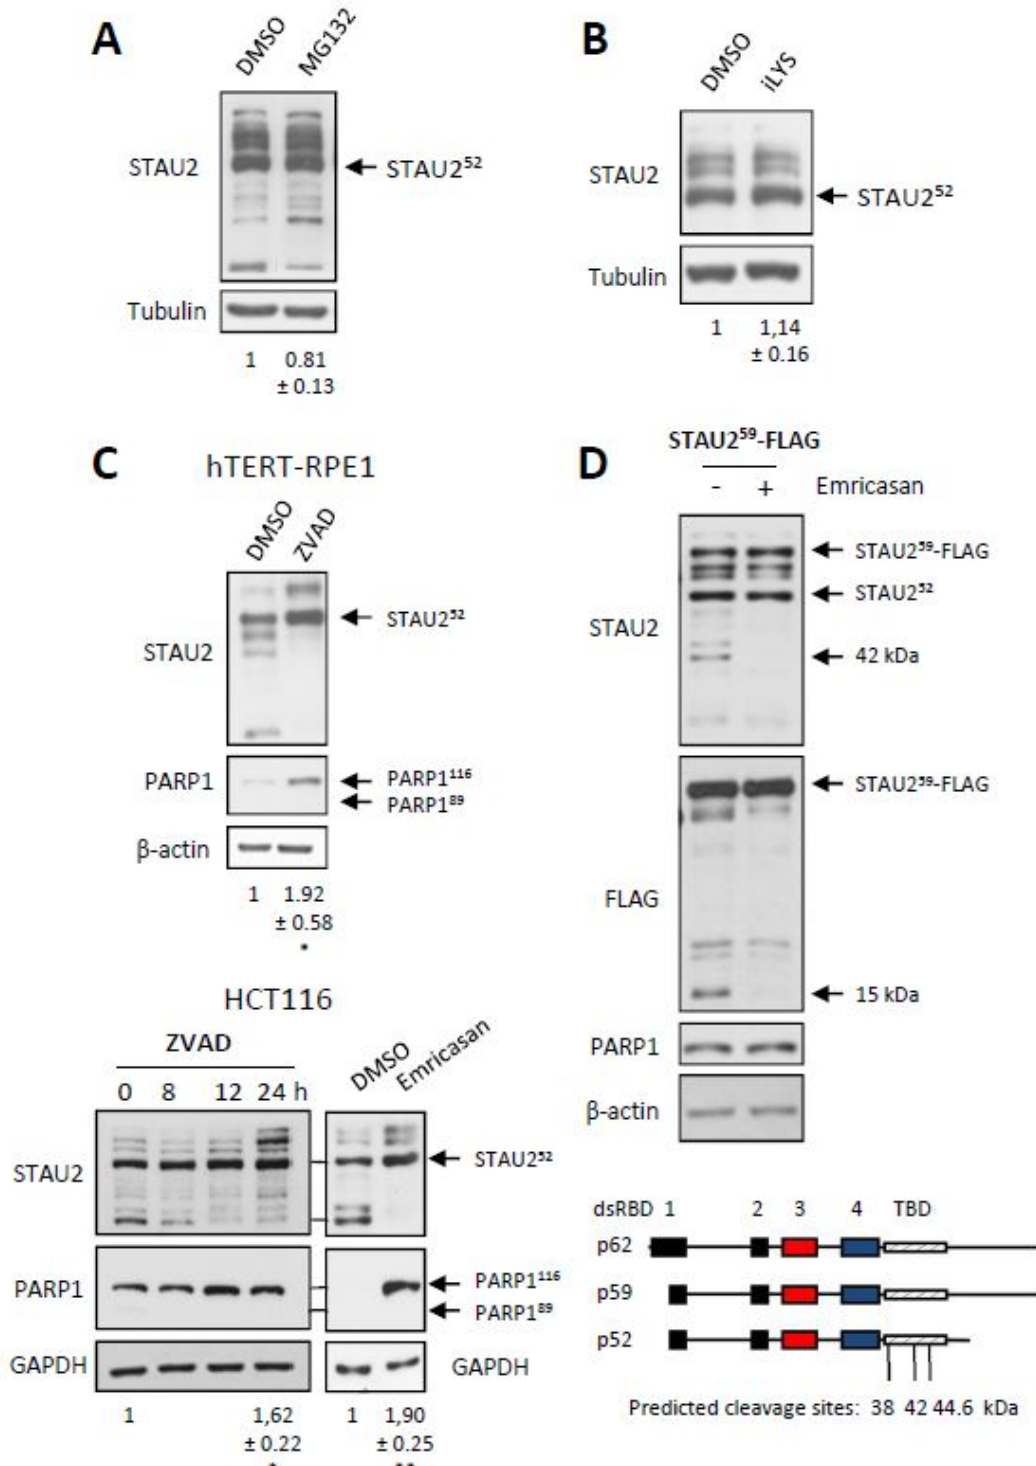 A
DMSO
MG132
STAU2
STAU2⁵²
Tubulin
1 0.81
± 0.13
B
DMSO
iLYS
STAU2
STAU2⁵²
Tubulin
1 1,14
± 0.16
C
hTERT-RPE1
DMSO
ZVAD
STAU2
STAU2⁵²
PARP1
PARP1¹¹⁶
PARP1⁸⁹
β-actin
1 1.92
± 0.58
*
HCT116
ZVAD
0 8 12 24 h
DMSO
Emricasan
STAU2
STAU2⁵²
PARP1
PARP1¹¹⁶
PARP1⁸⁹
GAPDH
GAPDH
1 1,62 1 1,90
± 0.22 ± 0.25
D
STAU2⁵⁹-FLAG
- + Emricasan
STAU2
STAU2⁵⁹-FLAG
STAU2⁵²
42 kDa
FLAG
STAU2⁵⁹-FLAG
15 kDa
PARP1
β-actin
dsRBD 1 2 3 4 TBD
p62
p59
p52
Predicted cleavage sites: 38 42 44.6 kDa